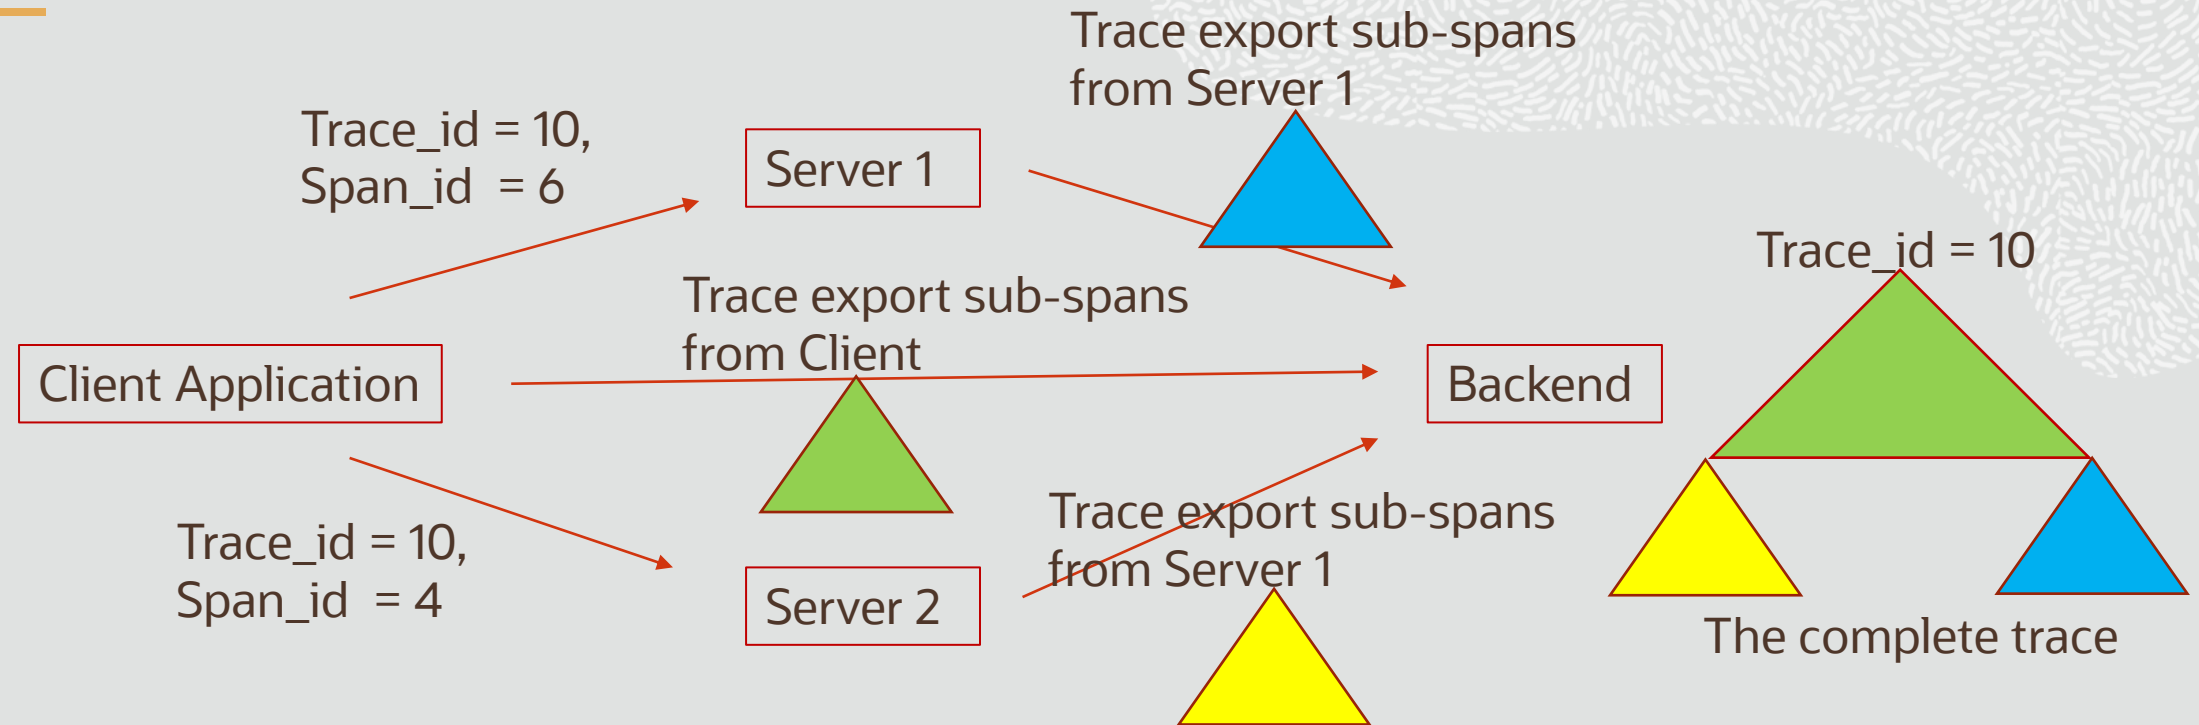 Trace export sub-spans
from Server 1
Trace_id = 10,
Span_id = 6
Server 1
Trace_id = 10
Trace export sub-spans
from Client
Client Application
Backend
Trace export sub-spans
from Server 1
Trace_id = 10,
Span_id = 4
Server 2
The complete trace